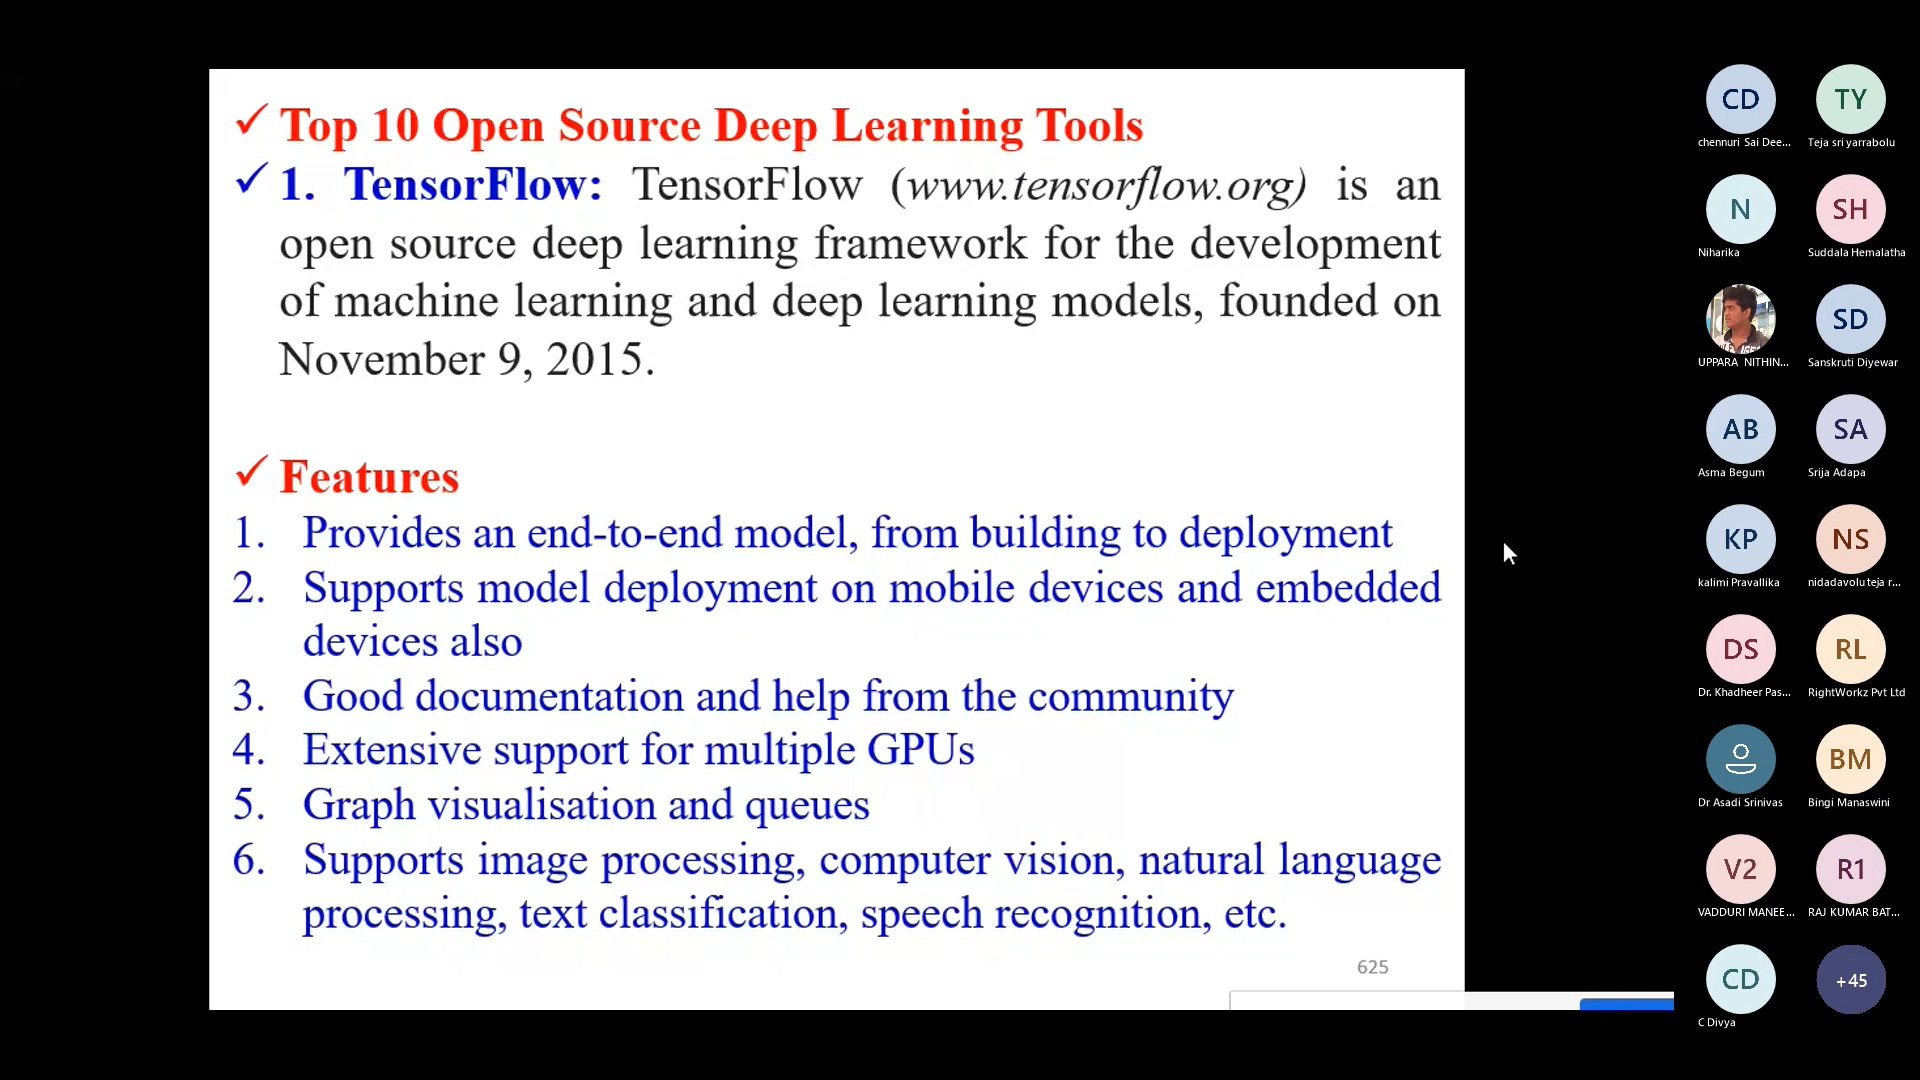 ✓ Top 10 Open Source Deep Learning Tools
✓ 1. TensorFlow: TensorFlow (www.tensorflow.org) is an
open source deep learning framework for the development
of machine learning and deep learning models, founded on
November 9, 2015.
✓ Features
1. Provides an end-to-end model, from building to deployment
2. Supports model deployment on mobile devices and embedded
devices also
3. Good documentation and help from the community
4. Extensive support for multiple GPUs
5. Graph visualisation and queues
6. Supports image processing, computer vision, natural language
processing, text classification, speech recognition, etc.
625
CD TY
chennuri Sai Dee... Teja sri yarrabolu
N SH
Niharika Suddala Hemalatha
SD
UPPARA NITHIN... Sanskruti Diyewar
AB SA
Asma Begum Srija Adapa
KP NS
kalimi Pravallika nidadavolu teja r...
DS RL
Dr. Khadheer Pas... RightWorkz Pvt Ltd
BM
Dr Asadi Srinivas Bingi Manaswini
V2 R1
VADDURI MANEE... RAJ KUMAR BAT...
CD +45
C Divya